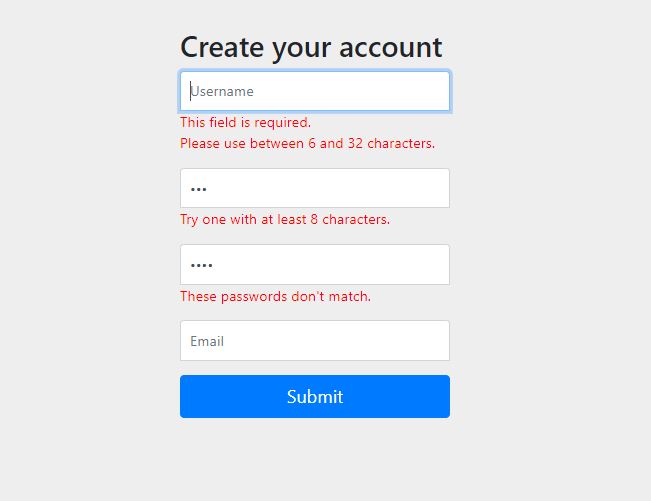 Create your account
Username
This field is required.
Please use between 6 and 32 characters.
•••
Try one with at least 8 characters.
••••
These passwords don't match.
Email
Submit